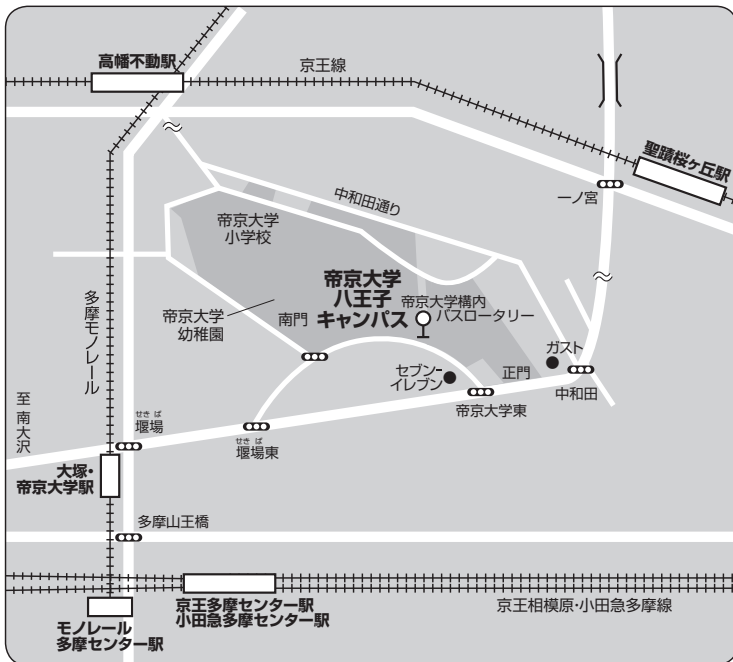 高幡不動駅
京王線
聖蹟桜ヶ丘駅
一ノ宮
中和田通り
帝京大学
小学校
帝京大学
八王子
キャンパス
帝京大学構内
バスロータリー
帝京大学
幼稚園
南門
多摩モノレール
ガスト
セブン-
イレブン
正門
中和田
帝京大学東
至 南大沢
せき ば
堰場
せき ば
堰場東
大塚・
帝京大学駅
多摩山王橋
京王多摩センター駅
小田急多摩センター駅
京王相模原・小田急多摩線
モノレール
多摩センター駅